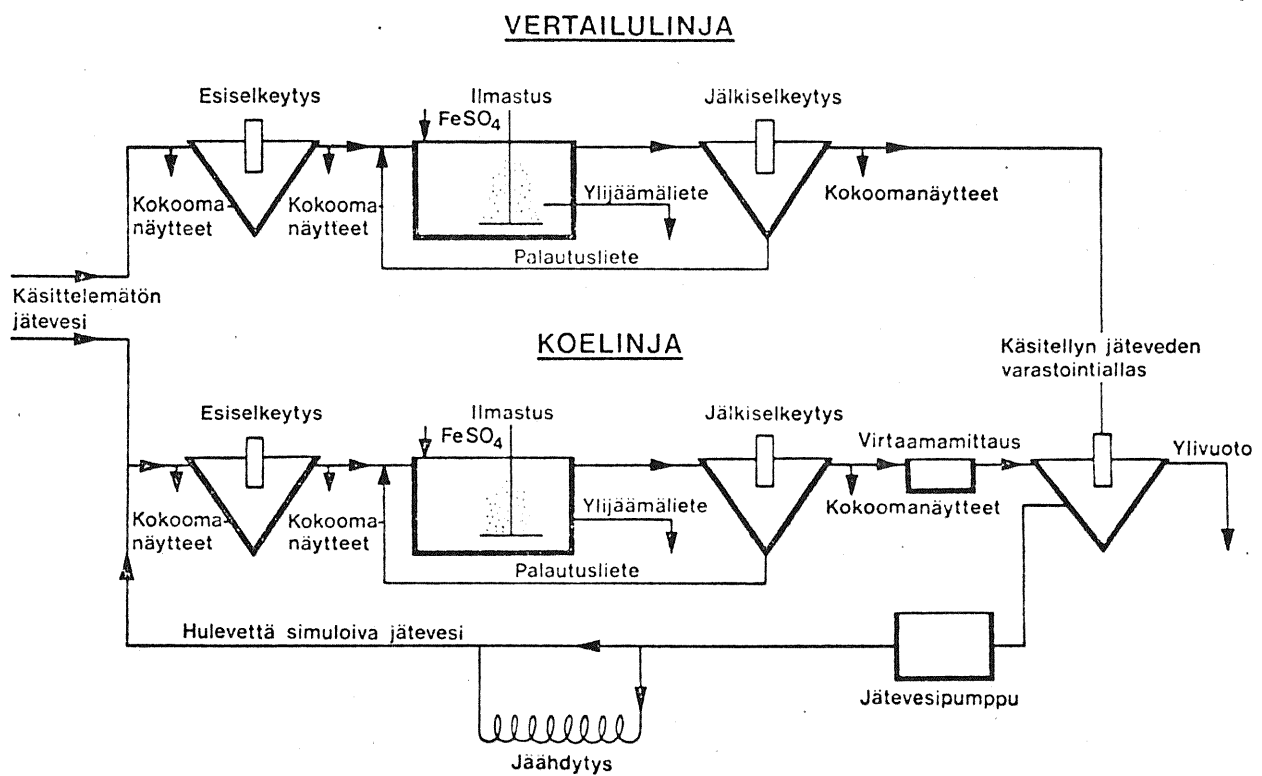 VERTAILULINJA
Esiselkeytys
Ilmastus
Jälkiselkeytys
FeSO4
Kokooma-
näytteet
Kokooma-
näytteet
Ylijäämäliete
Kokoomanäytteet
Palautusliete
Käsittelemätön
jätevesi
KOELINJA
Käsitellyn jäteveden
varastointiallas
Esiselkeytys
Ilmastus
Jälkiselkeytys
FeSO4
Virtaamamittaus
Ylivuoto
Kokooma-
näytteet
Kokooma-
näytteet
Ylijäämäliete
Kokoomanäytteet
Palautusliete
Hulevettä simuloiva jätevesi
Jätevesipumppu
Jäähdytys